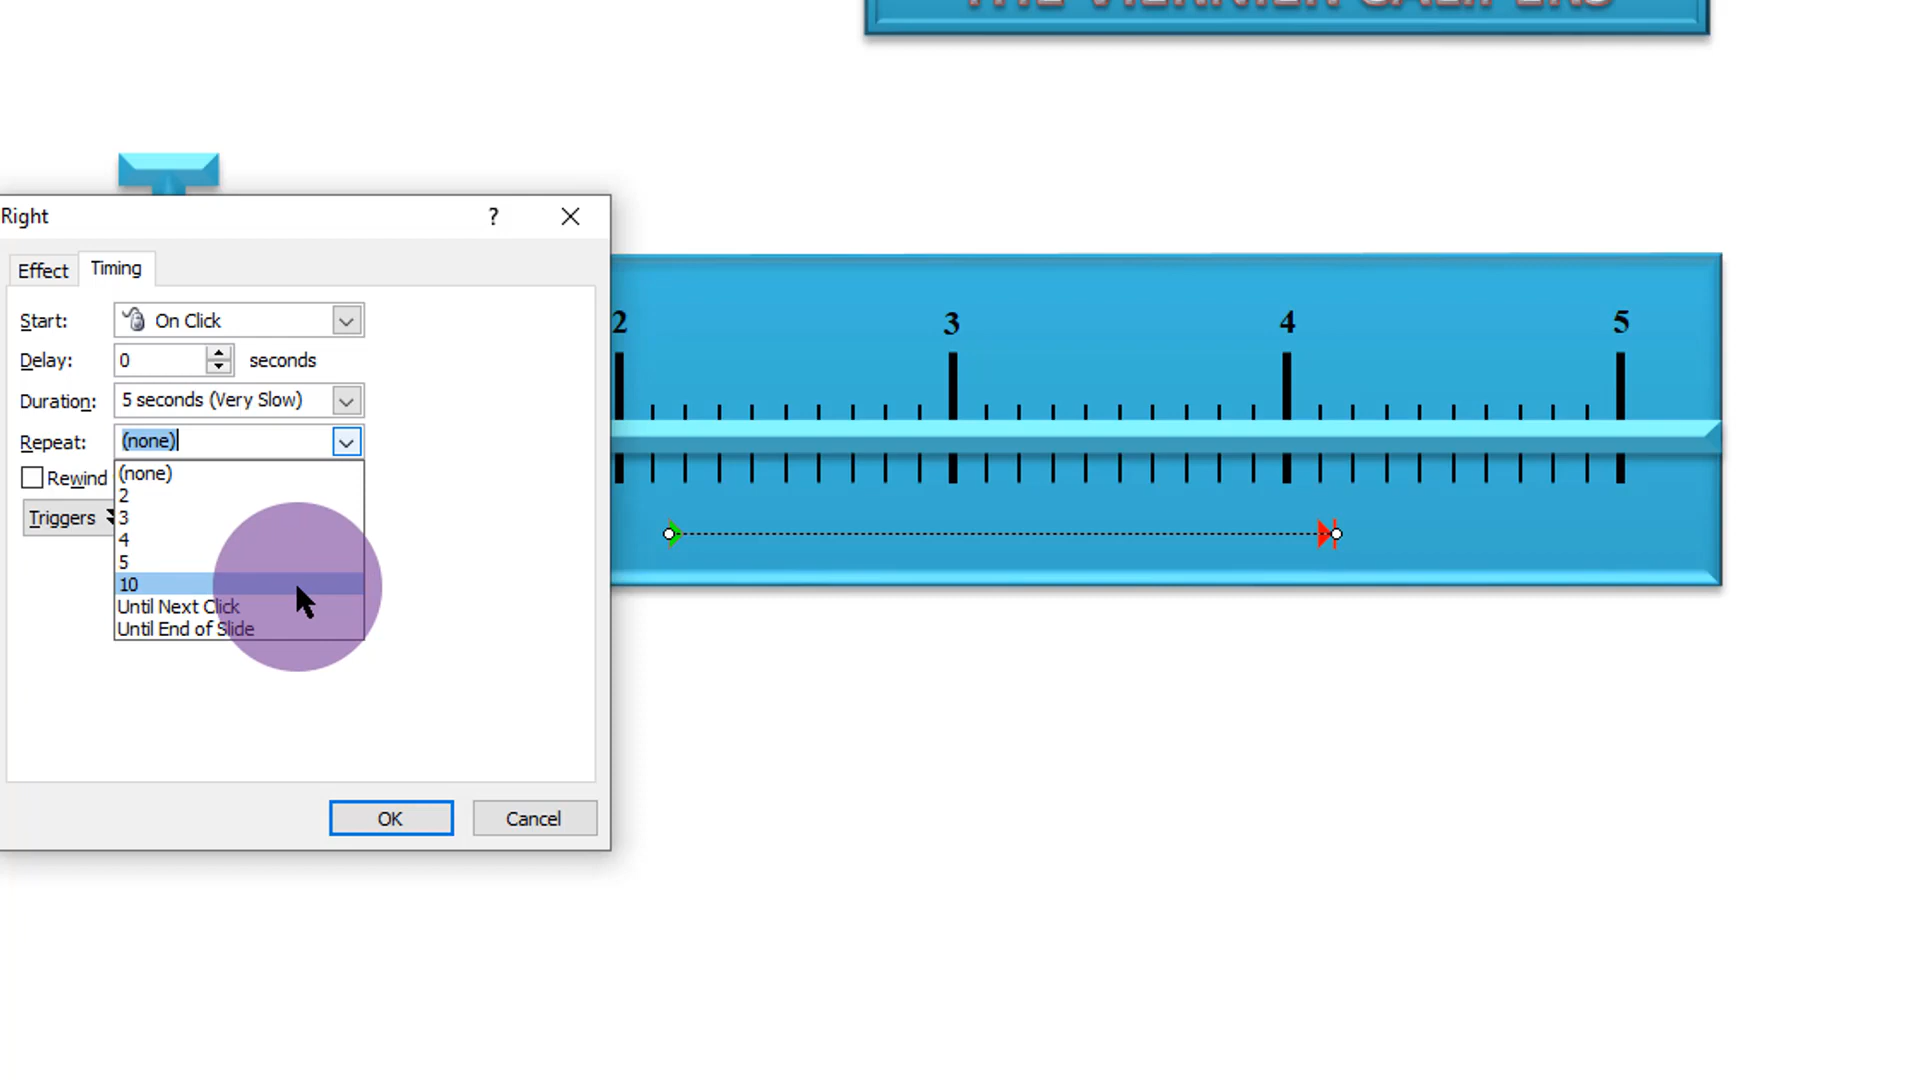 Right
?
Effect
Timing
Start:
On Click
Delay:
0
seconds
Duration:
5 seconds (Very Slow)
Repeat:
(none)
(none)
Rewind
2
3
Triggers
4
5
10
Until Next Click
Until End of Slide
OK
Cancel
2
3
4
5